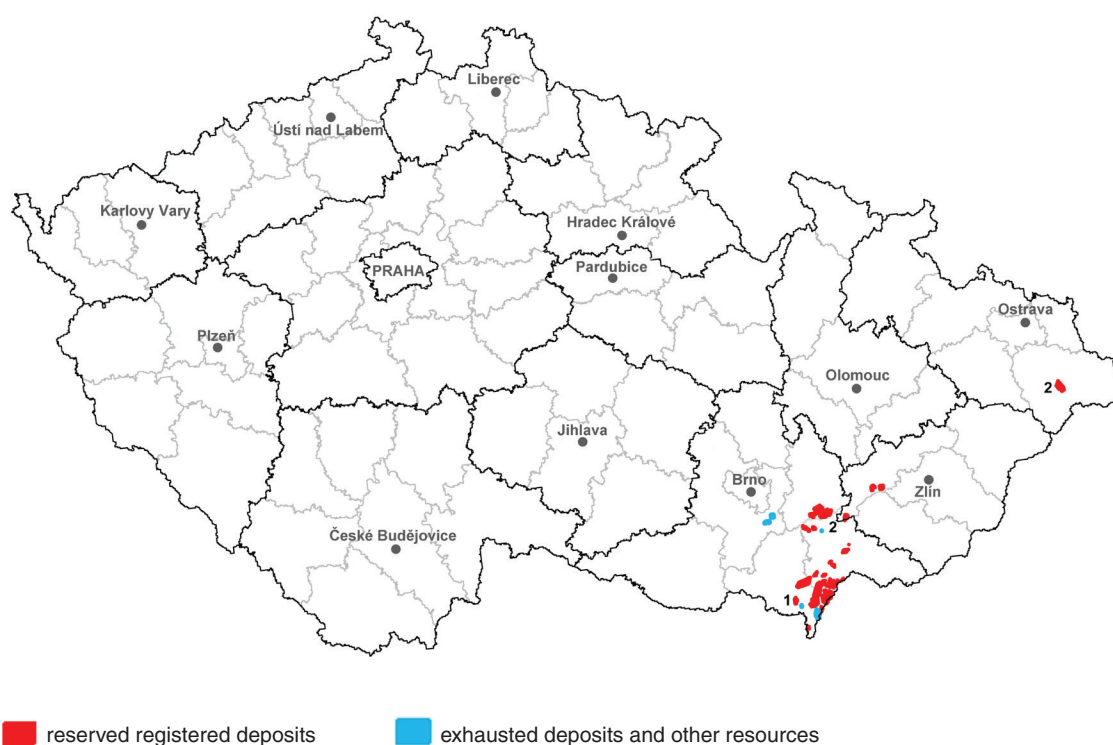 Liberec
Ústí nad Labem
Karlovy Vary
Hradec Králové
PRAHA
Pardubice
Ostrava
Plzeň
Olomouc
2
Jihlava
Brno
Zlín
České Budějovice
2
1
reserved registered deposits
exhausted deposits and other resources